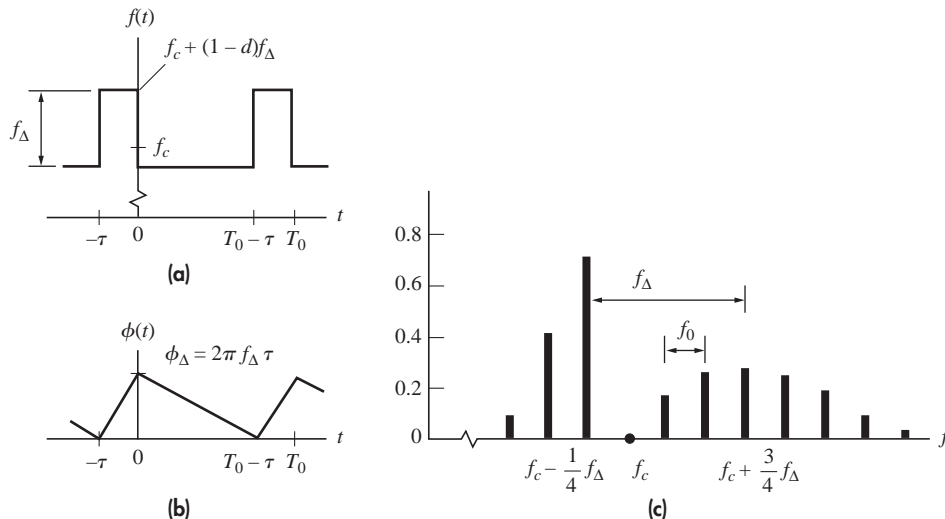 f(t)
f_c + (1 – d)f_Δ
f_Δ
f_c
–τ 0 T_0 – τ T_0 t
(a)
ϕ(t)
ϕ_Δ = 2π f_Δ τ
–τ 0 T_0 – τ T_0 t
(b)
0.8
0.6
0.4
0.2
0
f_Δ
f_0
f_c – 1/4 f_Δ f_c f_c + 3/4 f_Δ f
(c)